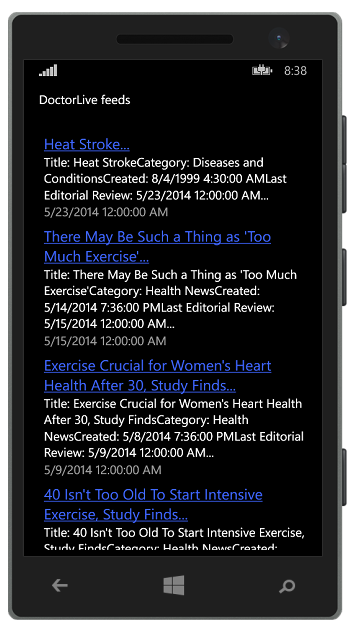 8:38
DoctorLive feeds
Heat Stroke...
Title: Heat StrokeCategory: Diseases and
ConditionsCreated: 8/4/1999 4:30:00 AMLast
Editorial Review: 5/23/2014 12:00:00 AM...
5/23/2014 12:00:00 AM
There May Be Such a Thing as 'Too
Much Exercise'...
Title: There May Be Such a Thing as 'Too Much
Exercise'Category: Health NewsCreated:
5/14/2014 7:36:00 PMLast Editorial Review:
5/15/2014 12:00:00 AM...
5/15/2014 12:00:00 AM
Exercise Crucial for Women's Heart
Health After 30, Study Finds...
Title: Exercise Crucial for Women's Heart Health
After 30, Study FindsCategory: Health
NewsCreated: 5/8/2014 7:36:00 PMLast Editorial
Review: 5/9/2014 12:00:00 AM...
5/9/2014 12:00:00 AM
40 Isn't Too Old To Start Intensive
Exercise, Study Finds...
Title: 40 Isn't Too Old To Start Intensive Exercise,
Study FindsCategory: Health NewsCreated: